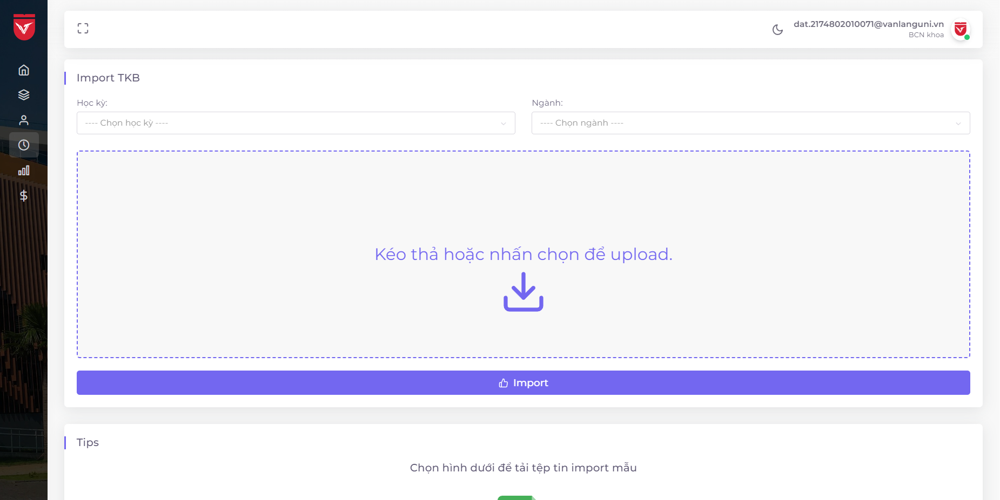 dat.2174802010071@vanlanguni.vn
BCN khoa
Import TKB
Học kỳ:
Ngành:
---- Chọn học kỳ ----
---- Chọn ngành ----
Kéo thả hoặc nhấn chọn để upload.
Import
Tips
Chọn hình dưới để tải tệp tin import mẫu